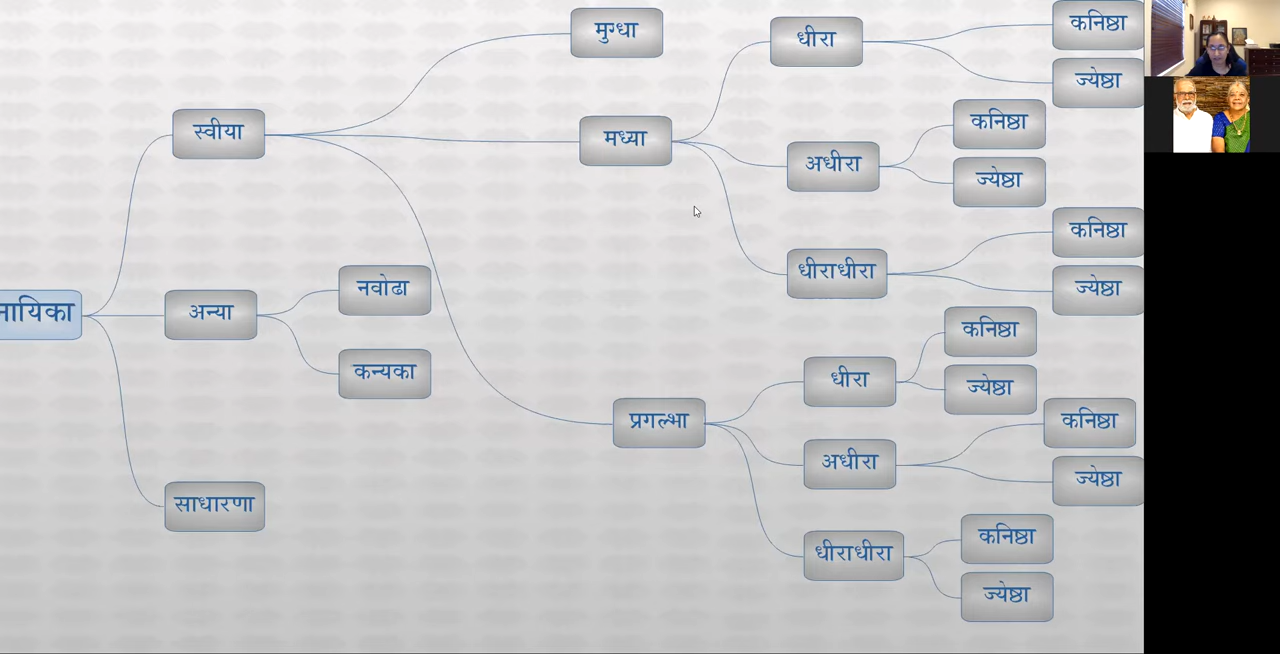 नायिका
स्वीया
मुग्धा
मध्या
धीरा
कनिष्ठा
ज्येष्ठा
अधीरा
कनिष्ठा
ज्येष्ठा
धीराधीरा
कनिष्ठा
ज्येष्ठा
प्रगल्भा
धीरा
कनिष्ठा
ज्येष्ठा
अधीरा
कनिष्ठा
ज्येष्ठा
धीराधीरा
कनिष्ठा
ज्येष्ठा
अन्या
नवोढा
कन्यका
साधारणा